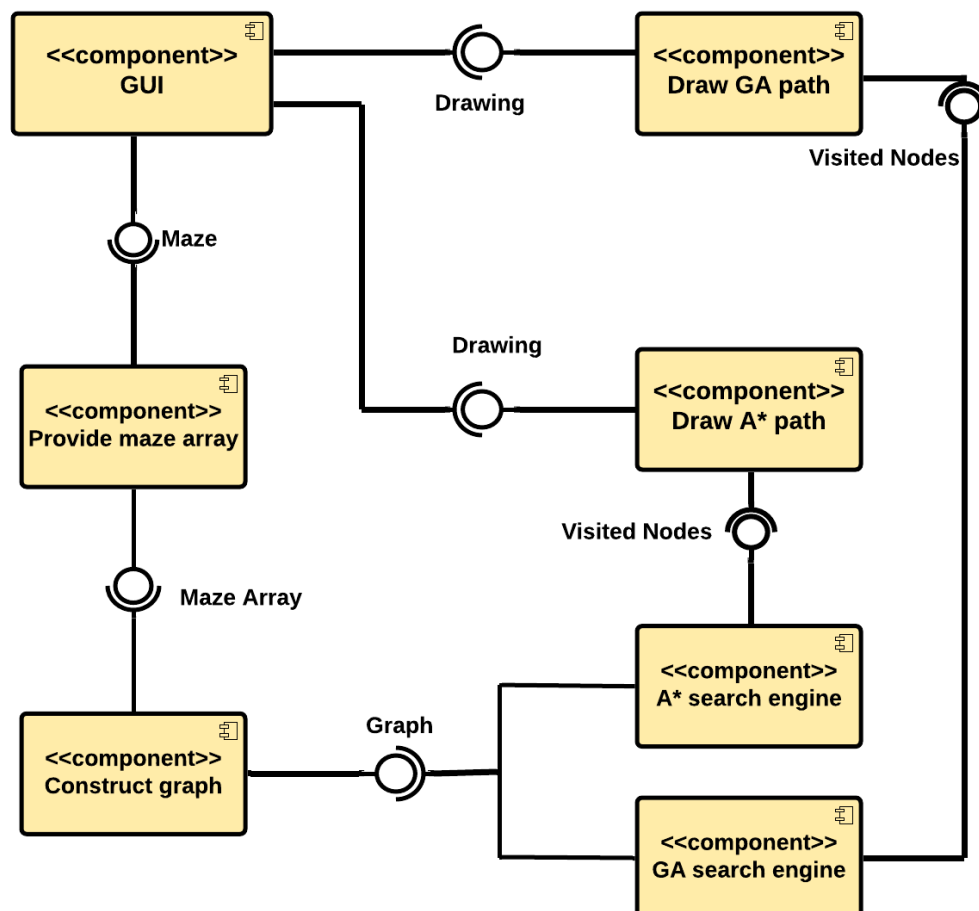 <<component>>
GUI
Drawing
<<component>>
Draw GA path
Visited Nodes
Maze
Drawing
<<component>>
Provide maze array
<<component>>
Draw A* path
Visited Nodes
Maze Array
<<component>>
A* search engine
Graph
<<component>>
Construct graph
<<component>>
GA search engine